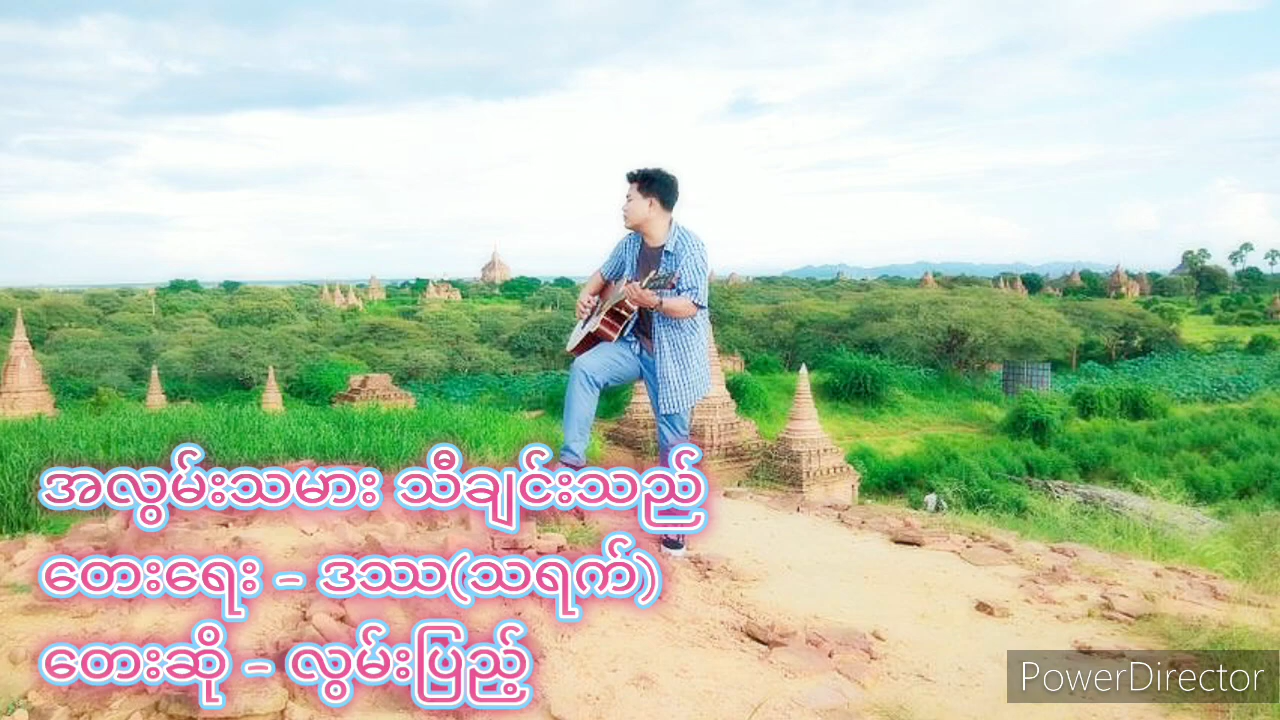 အလွမ်းသမား သီချင်းသည်
တေးရေး – ဒဿ(သရက်)
တေးဆို – လွမ်းပြည့်
PowerDirector